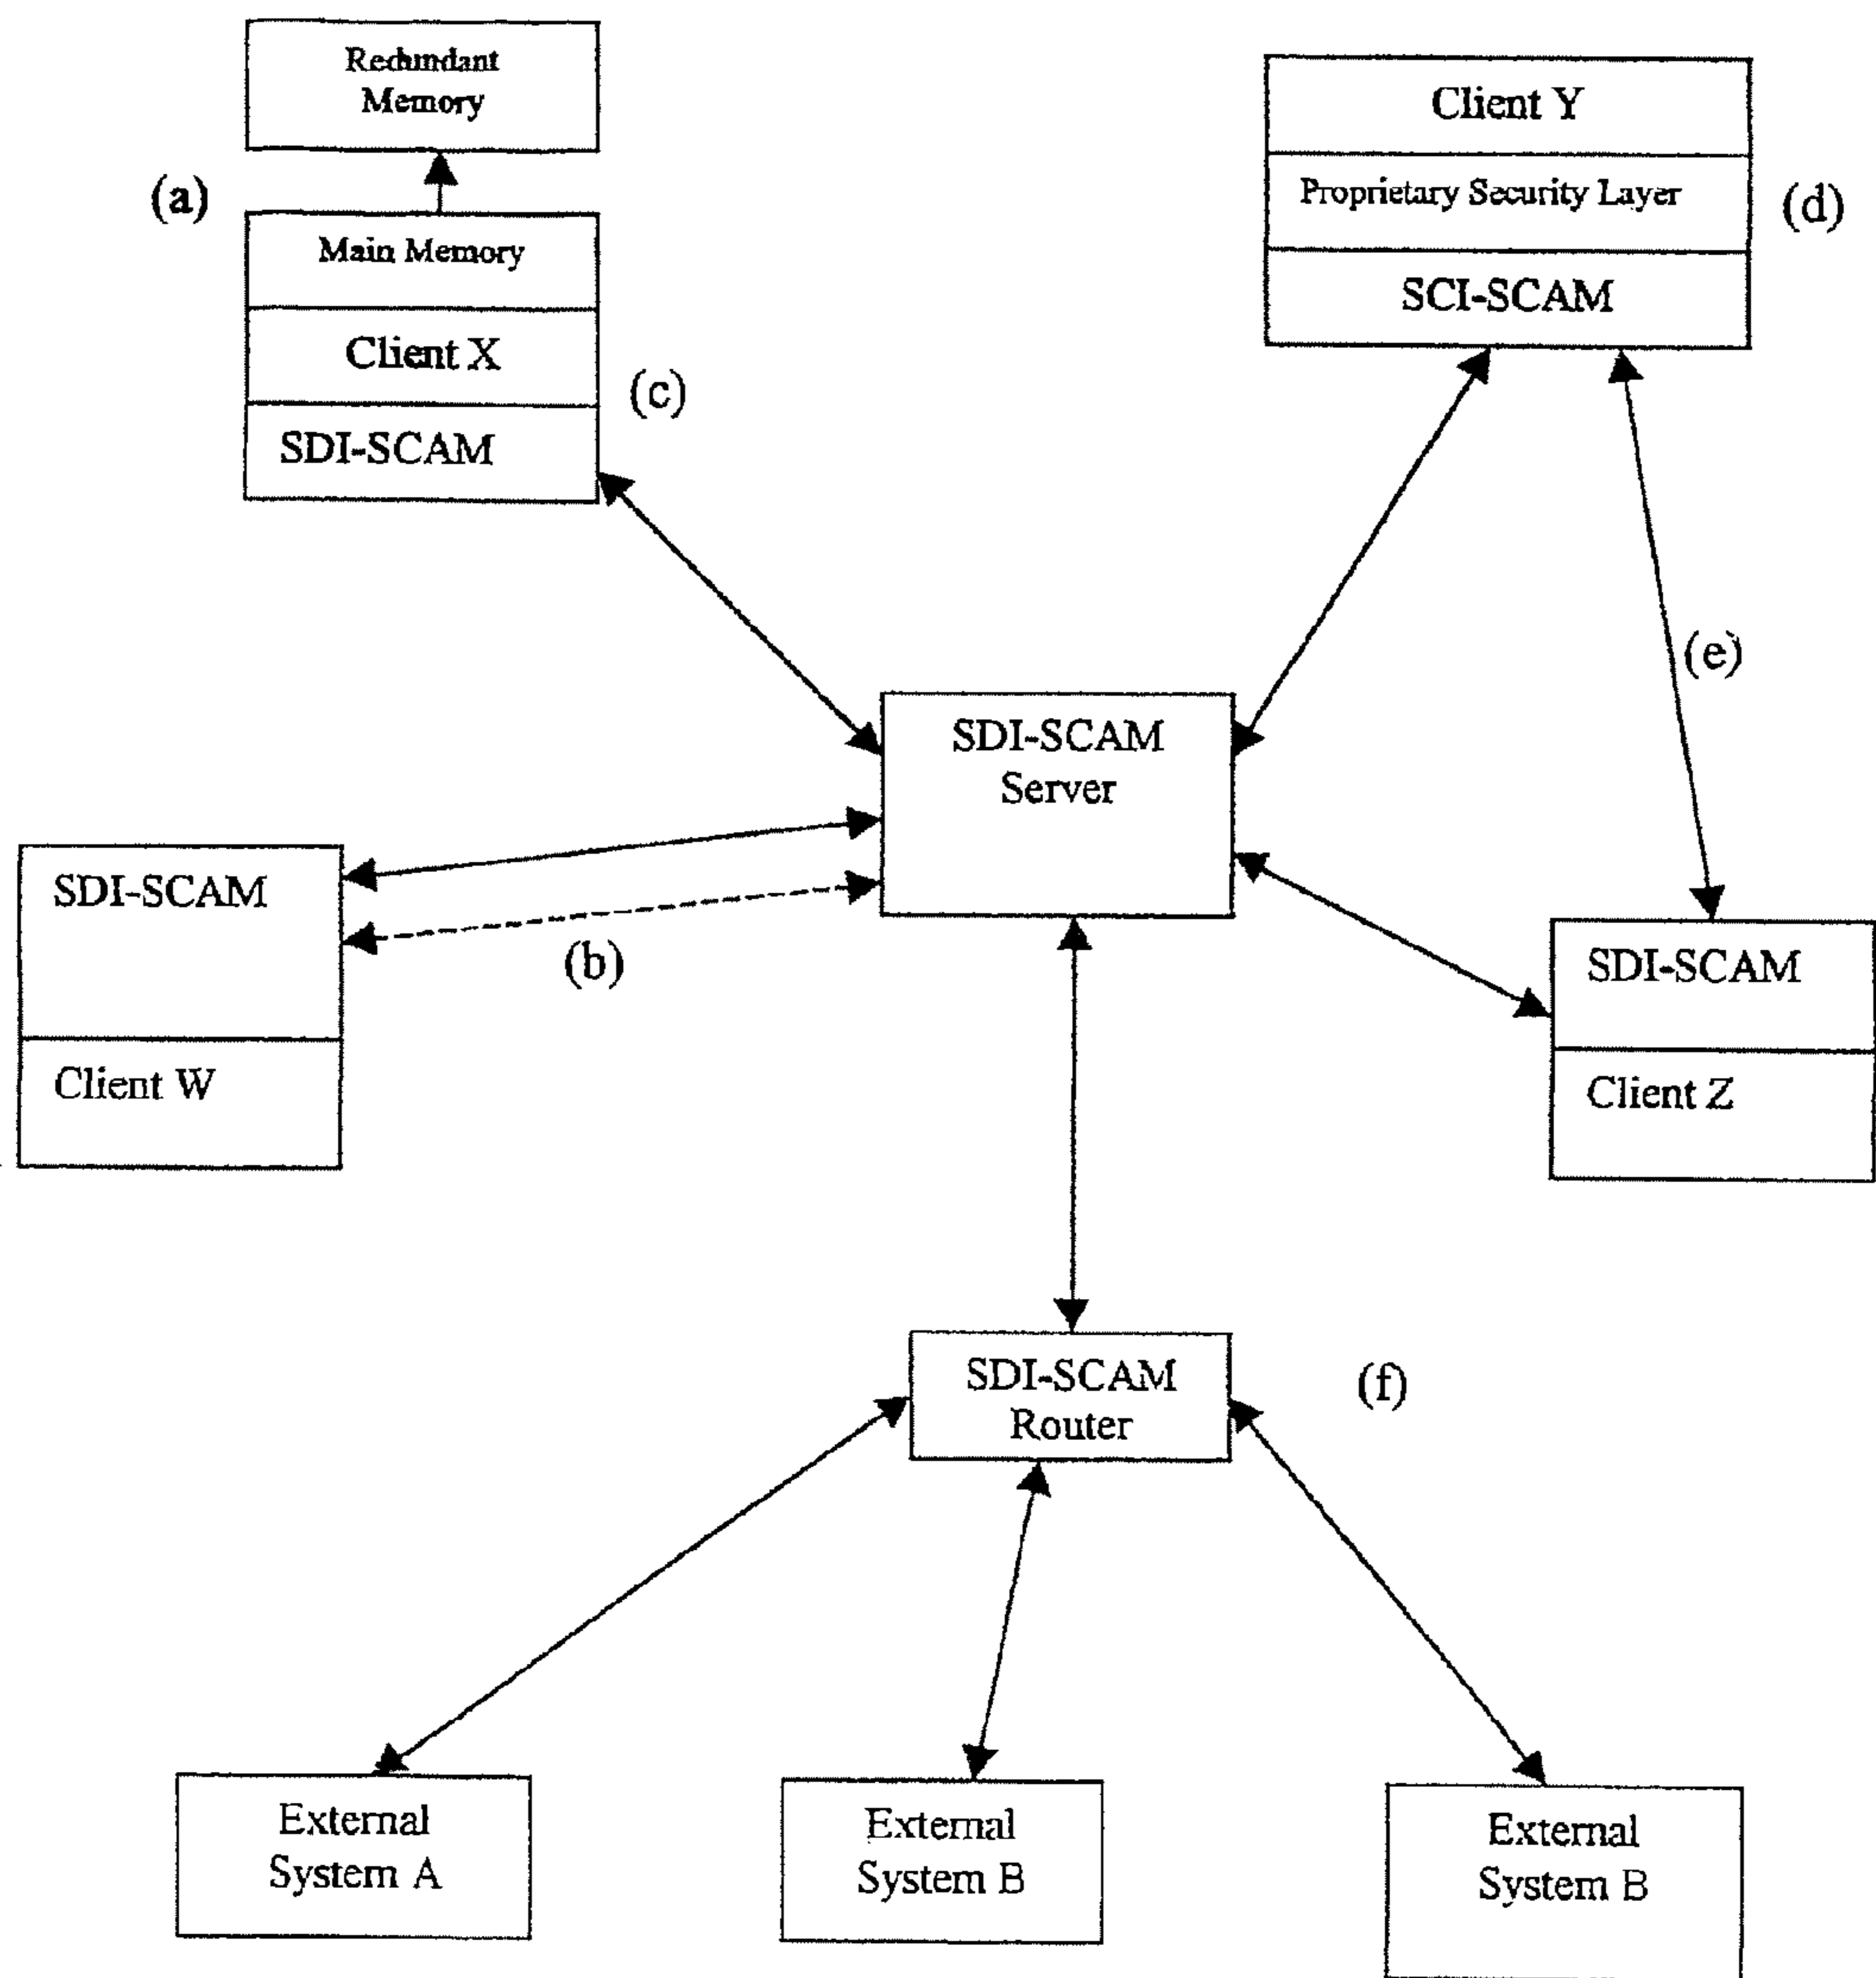 Redundant
Memory
(a)
Main Memory
Client X
(c)
SDI-SCAM
Client Y
Proprietary Security Layer
(d)
SCI-SCAM
(e)
SDI-SCAM
Server
SDI-SCAM
(b)
Client W
SDI-SCAM
Client Z
SDI-SCAM
Router
(f)
External
System A
External
System B
External
System B